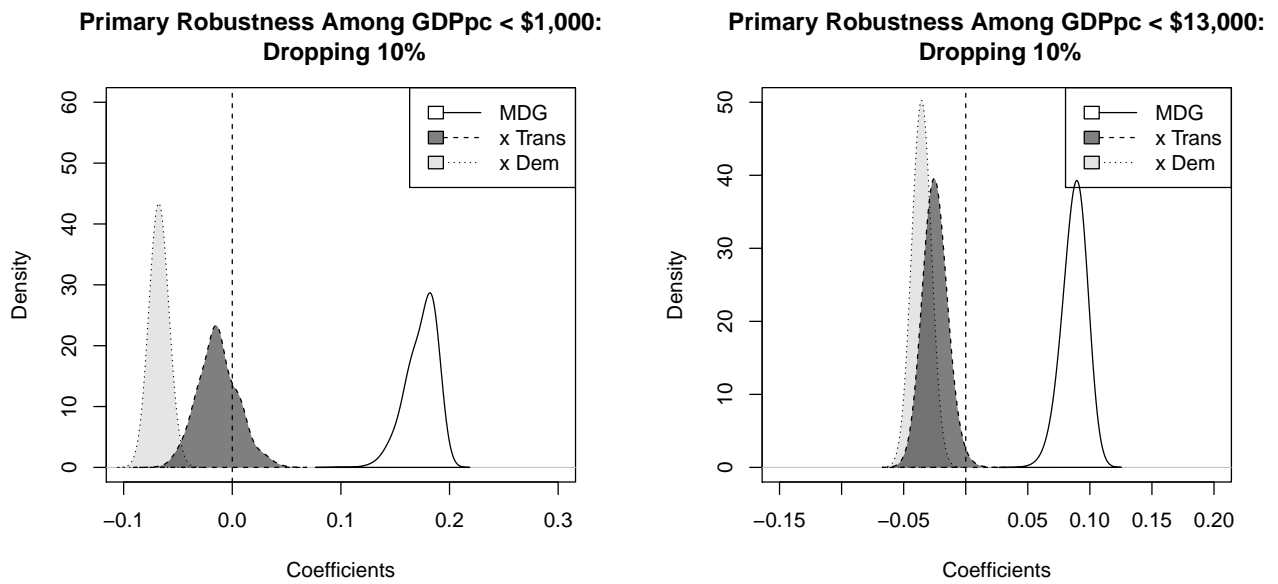 Primary Robustness Among GDPpc < $1,000:
Dropping 10%
MDG
x Trans
x Dem
Density
0
10
20
30
40
50
60
−0.1
0.0
0.1
0.2
0.3
Coefficients
Primary Robustness Among GDPpc < $13,000:
Dropping 10%
MDG
x Trans
x Dem
Density
0
10
20
30
40
50
−0.15
−0.05
0.05
0.10
0.15
0.20
Coefficients